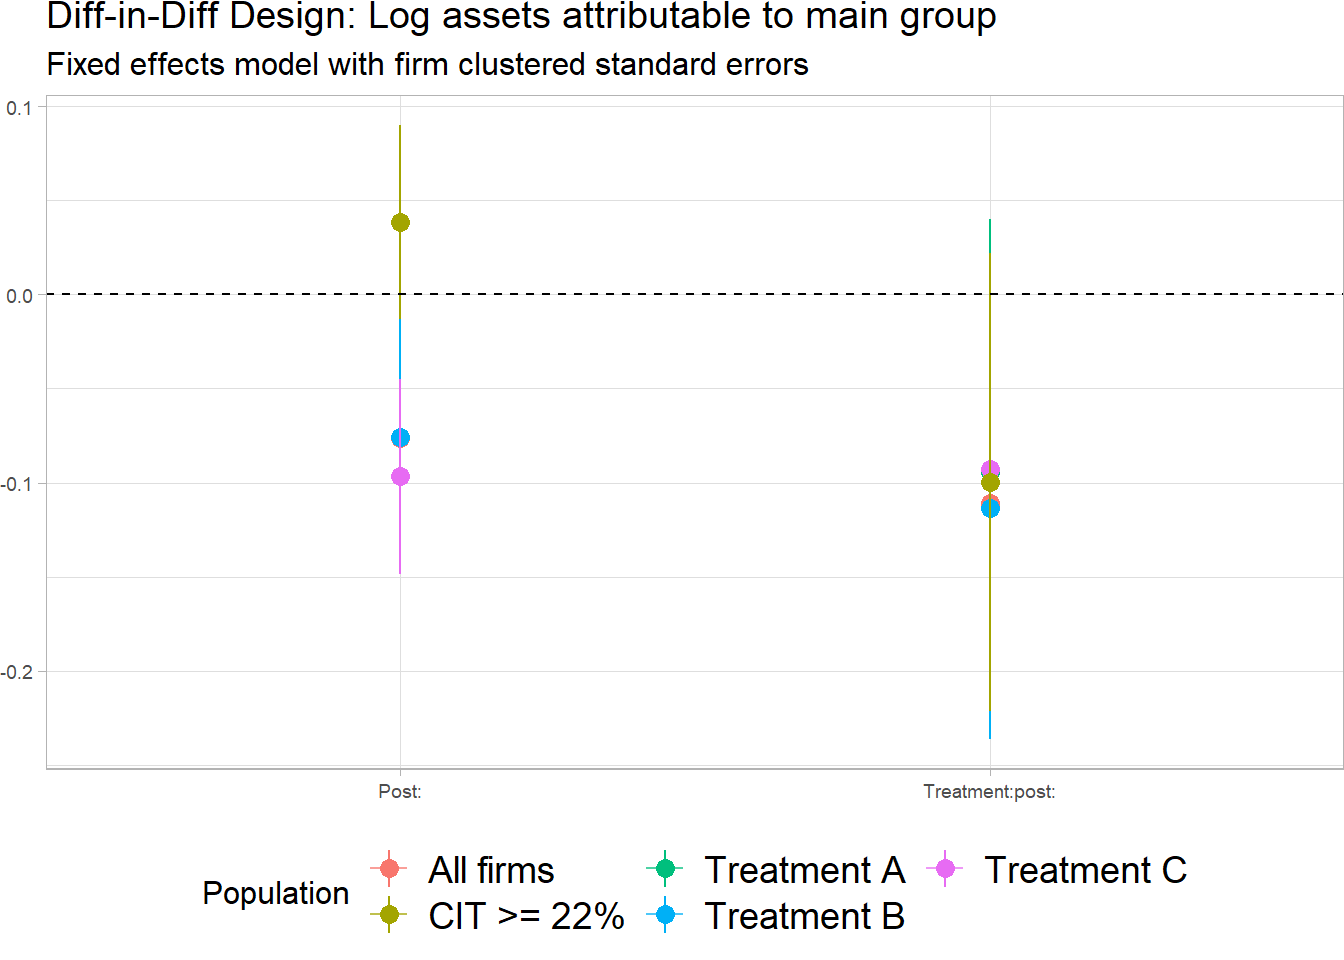 Diff-in-Diff Design: Log assets attributable to main group
Fixed effects model with firm clustered standard errors
0.1
0.0
-0.1
-0.2
Post:
Treatment:post:
Population
All firms
CIT >= 22%
Treatment A
Treatment B
Treatment C